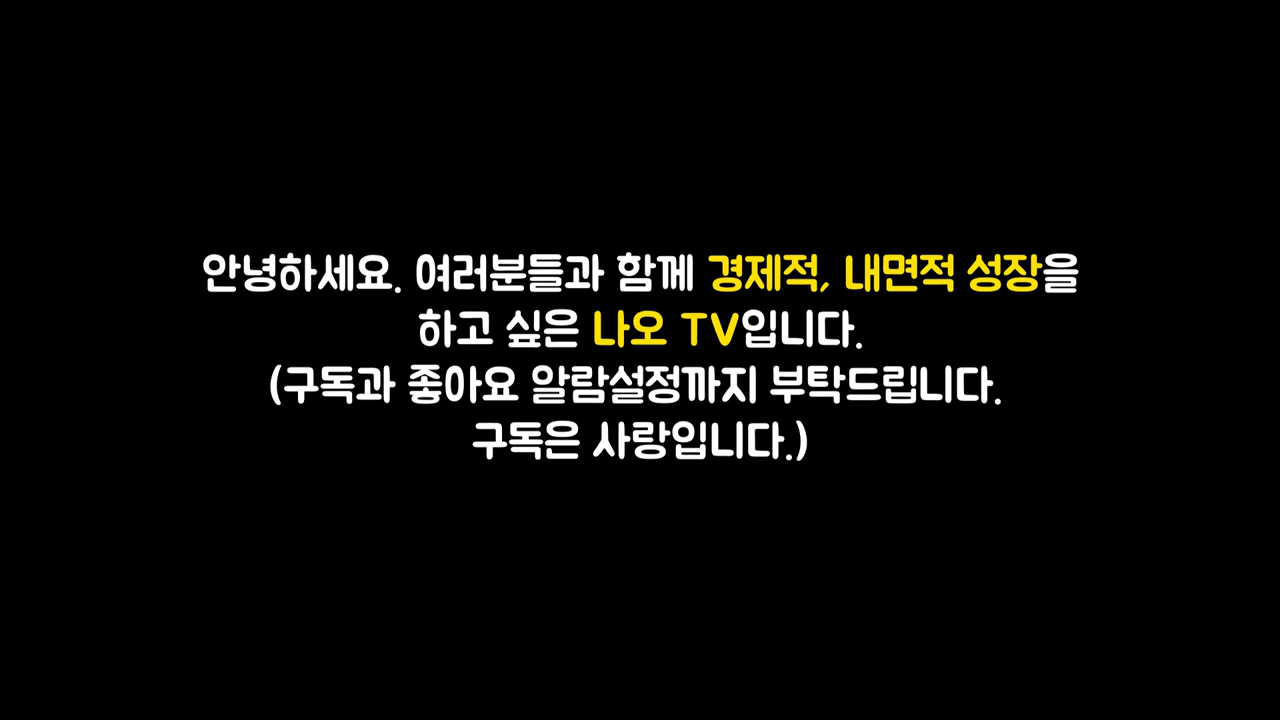 안녕하세요. 여러분들과 함께 경제적, 내면적 성장을
하고 싶은 나오 TV입니다.
(구독과 좋아요 알람설정까지 부탁드립니다.
구독은 사랑입니다.)